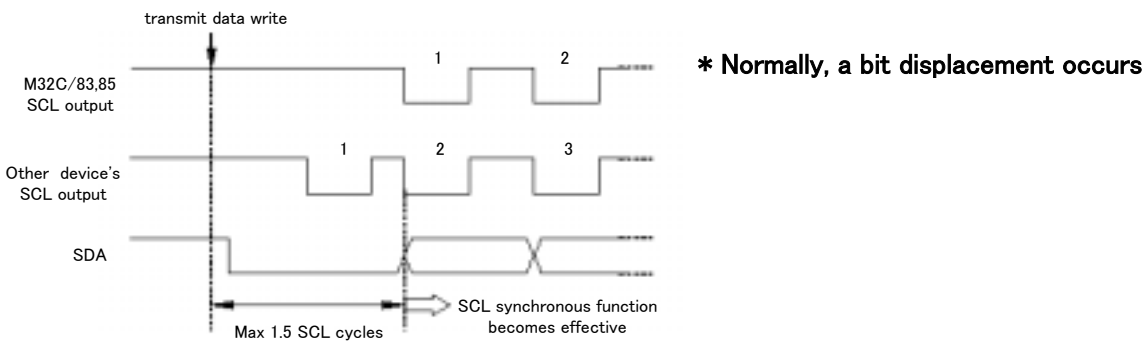 transmit data write
1
2
* Normally, a bit displacement occurs
M32C/83,85
SCL output
1
2
3
Other device's
SCL output
SDA
SCL synchronous function
becomes effective
Max 1.5 SCL cycles